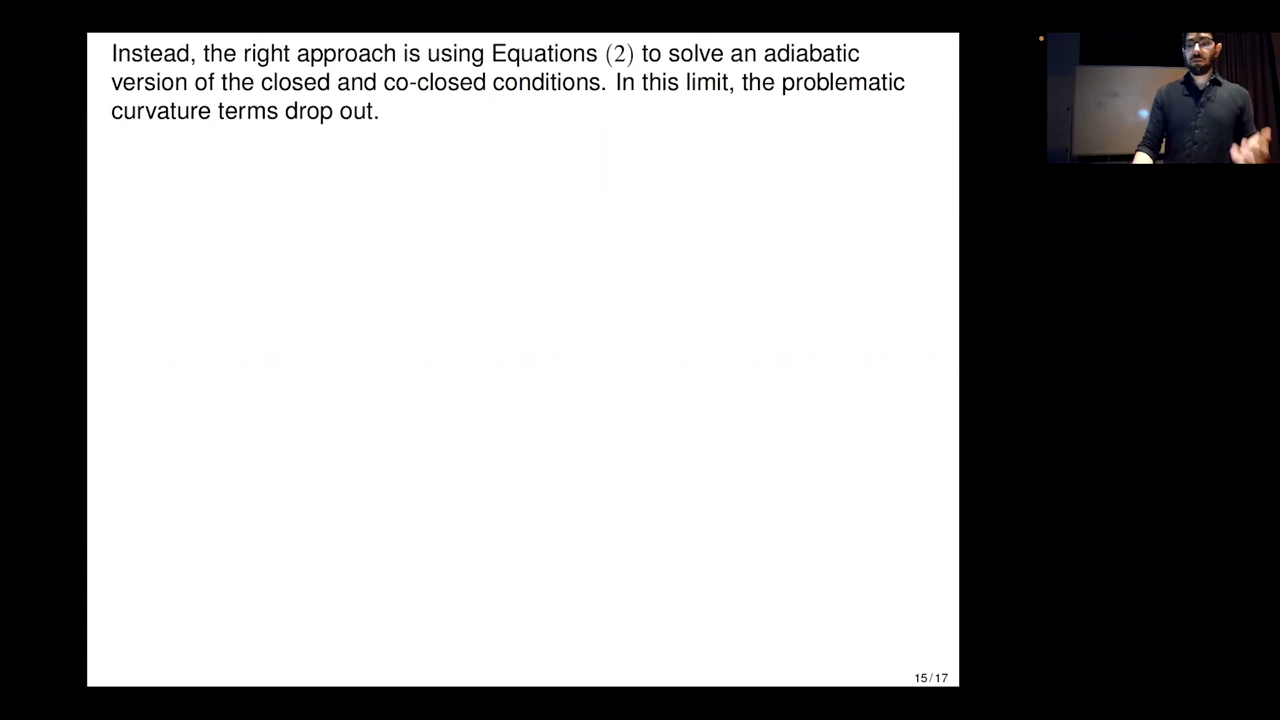 Instead, the right approach is using Equations (2) to solve an adiabatic
version of the closed and co-closed conditions. In this limit, the problematic
curvature terms drop out.
15 / 17